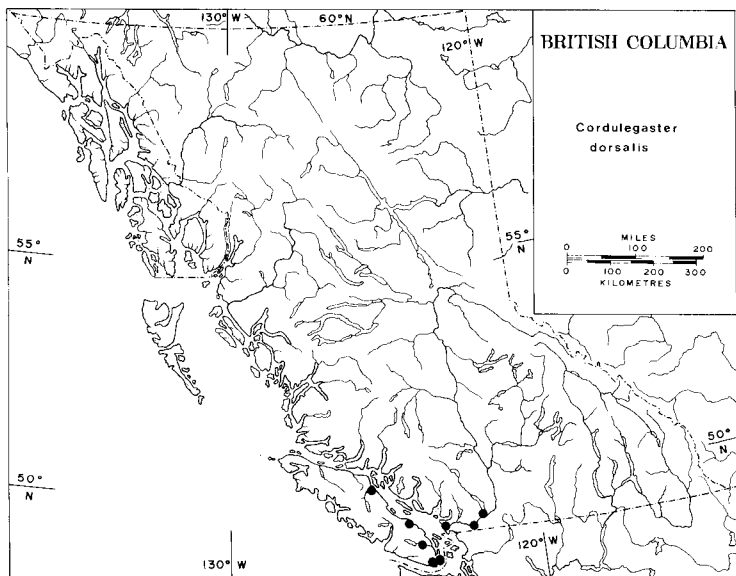 130° W
60° N
120° W
BRITISH COLUMBIA
Cordulegaster
dorsalis
MILES
0 100 200
0 100 200 300
KILOMETRES
55°
N
55°
N
50°
N
50°
N
130° W
120° W